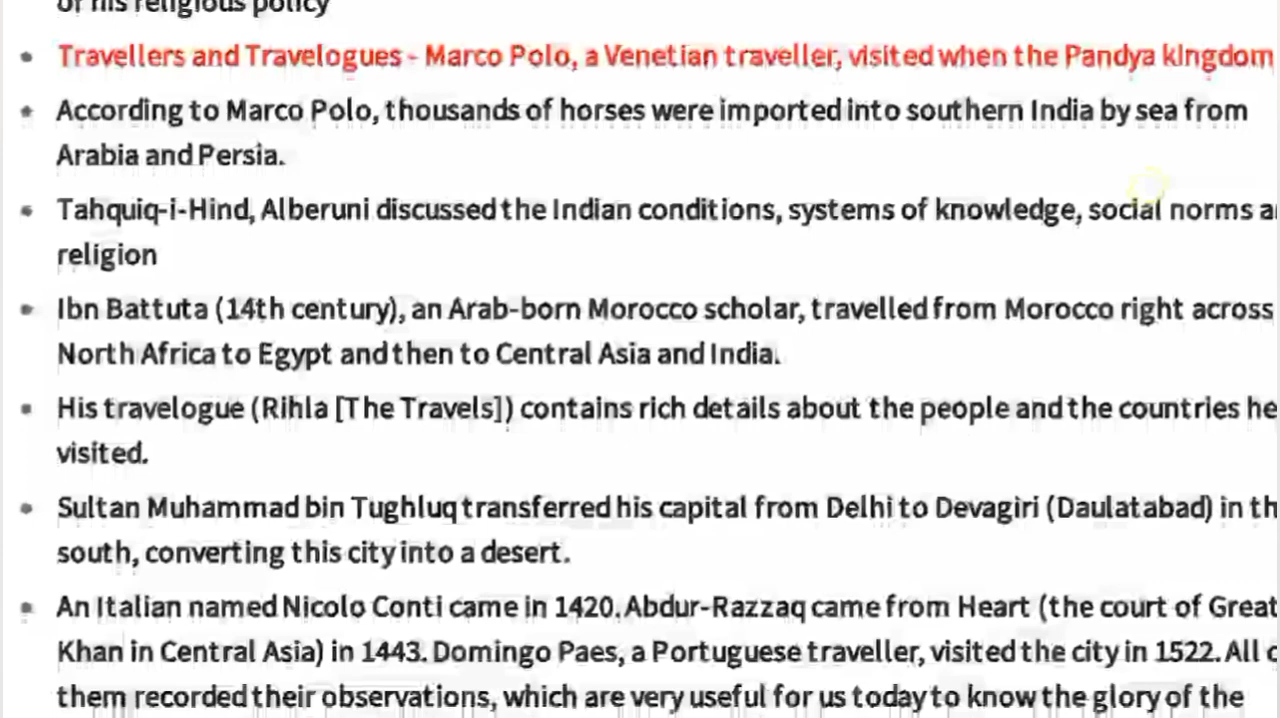 of his religious policy
Travellers and Travelogues - Marco Polo, a Venetian traveller, visited when the Pandya kingdom
According to Marco Polo, thousands of horses were imported into southern India by sea from
Arabia and Persia.
Tahquiq-i-Hind, Alberuni discussed the Indian conditions, systems of knowledge, social norms
religion
Ibn Battuta (14th century), an Arab-born Morocco scholar, travelled from Morocco right across
North Africa to Egypt and then to Central Asia and India.
His travelogue (Rihla [The Travels]) contains rich details about the people and the countries he
visited.
Sultan Muhammad bin Tughluq transferred his capital from Delhi to Devagiri (Daulatabad) in
south, converting this city into a desert.
An Italian named Nicolo Conti came in 1420. Abdur-Razzaq came from Heart (the court of Great
Khan in Central Asia) in 1443. Domingo Paes, a Portuguese traveller, visited the city in 1522. All
them recorded their observations, which are very useful for us today to know the glory of the